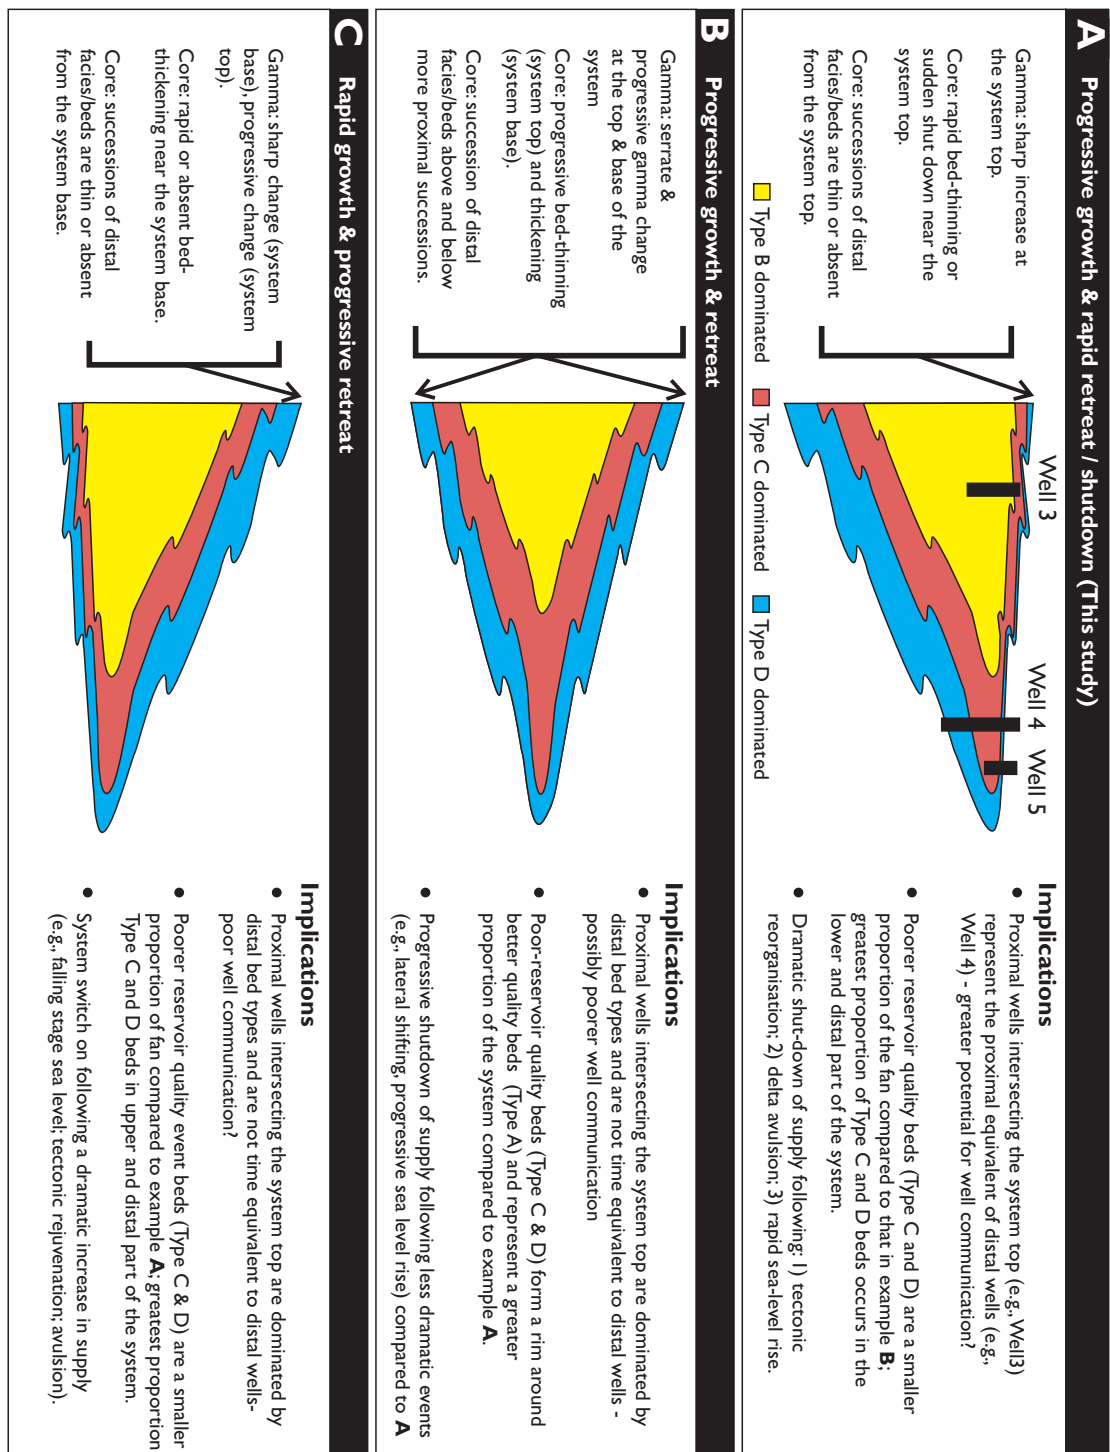 A Progressive growth & rapid retreat / shutdown (This study)
Gamma: sharp increase at
the system top.
Core: rapid bed-thinning or
sudden shut down near the
system top.
Core: successions of distal
facies/beds are thin or absent
from the system top.
Well 3
Well 4
Well 5
Implications
• Proximal wells intersecting the system top (e.g., Well3)
represent the proximal equivalent of distal wells (e.g.,
Well 4) - greater potential for well communication?
• Poorer reservoir quality beds (Type C and D) are a smaller
proportion of the fan compared to that in example B;
greatest proportion of Type C and D beds occurs in the
lower and distal part of the system.
• Dramatic shut-down of supply following: 1) tectonic
reorganisation; 2) delta avulsion; 3) rapid sea-level rise.
Type B dominated
Type C dominated
Type D dominated
B Progressive growth & retreat
Gamma: serrate &
progressive gamma change
at the top & base of the
system
Core: progressive bed-thinning
(system top) and thickening
(system base).
Core: succession of distal
facies/beds above and below
more proximal successions.
Implications
• Proximal wells intersecting the system top are dominated by
distal bed types and are not time equivalent to distal wells -
possibly poorer well communication
• Poor-reservoir quality beds (Type C & D) form a rim around
better quality beds (Type A) and represent a greater
proportion of the system compared to example A.
• Progressive shutdown of supply following less dramatic events
(e.g., lateral shifting, progressive sea level rise) compared to A
C Rapid growth & progressive retreat
Gamma: sharp change (system
base), progressive change (system
top).
Core: rapid or absent bed-
thickening near the system base.
Core: successions of distal
facies/beds are thin or absent
from the system base.
Implications
• Proximal wells intersecting the system top are dominated by
distal bed types and are not time equivalent to distal wells-
poor well communication?
• Poorer reservoir quality event beds (Type C & D) are a smaller
proportion of fan compared to example A; greatest proportion
Type C and D beds in upper and distal part of the system.
• System switch on following a dramatic increase in supply
(e.g., falling stage sea level; tectonic rejuvenation; avulsion).